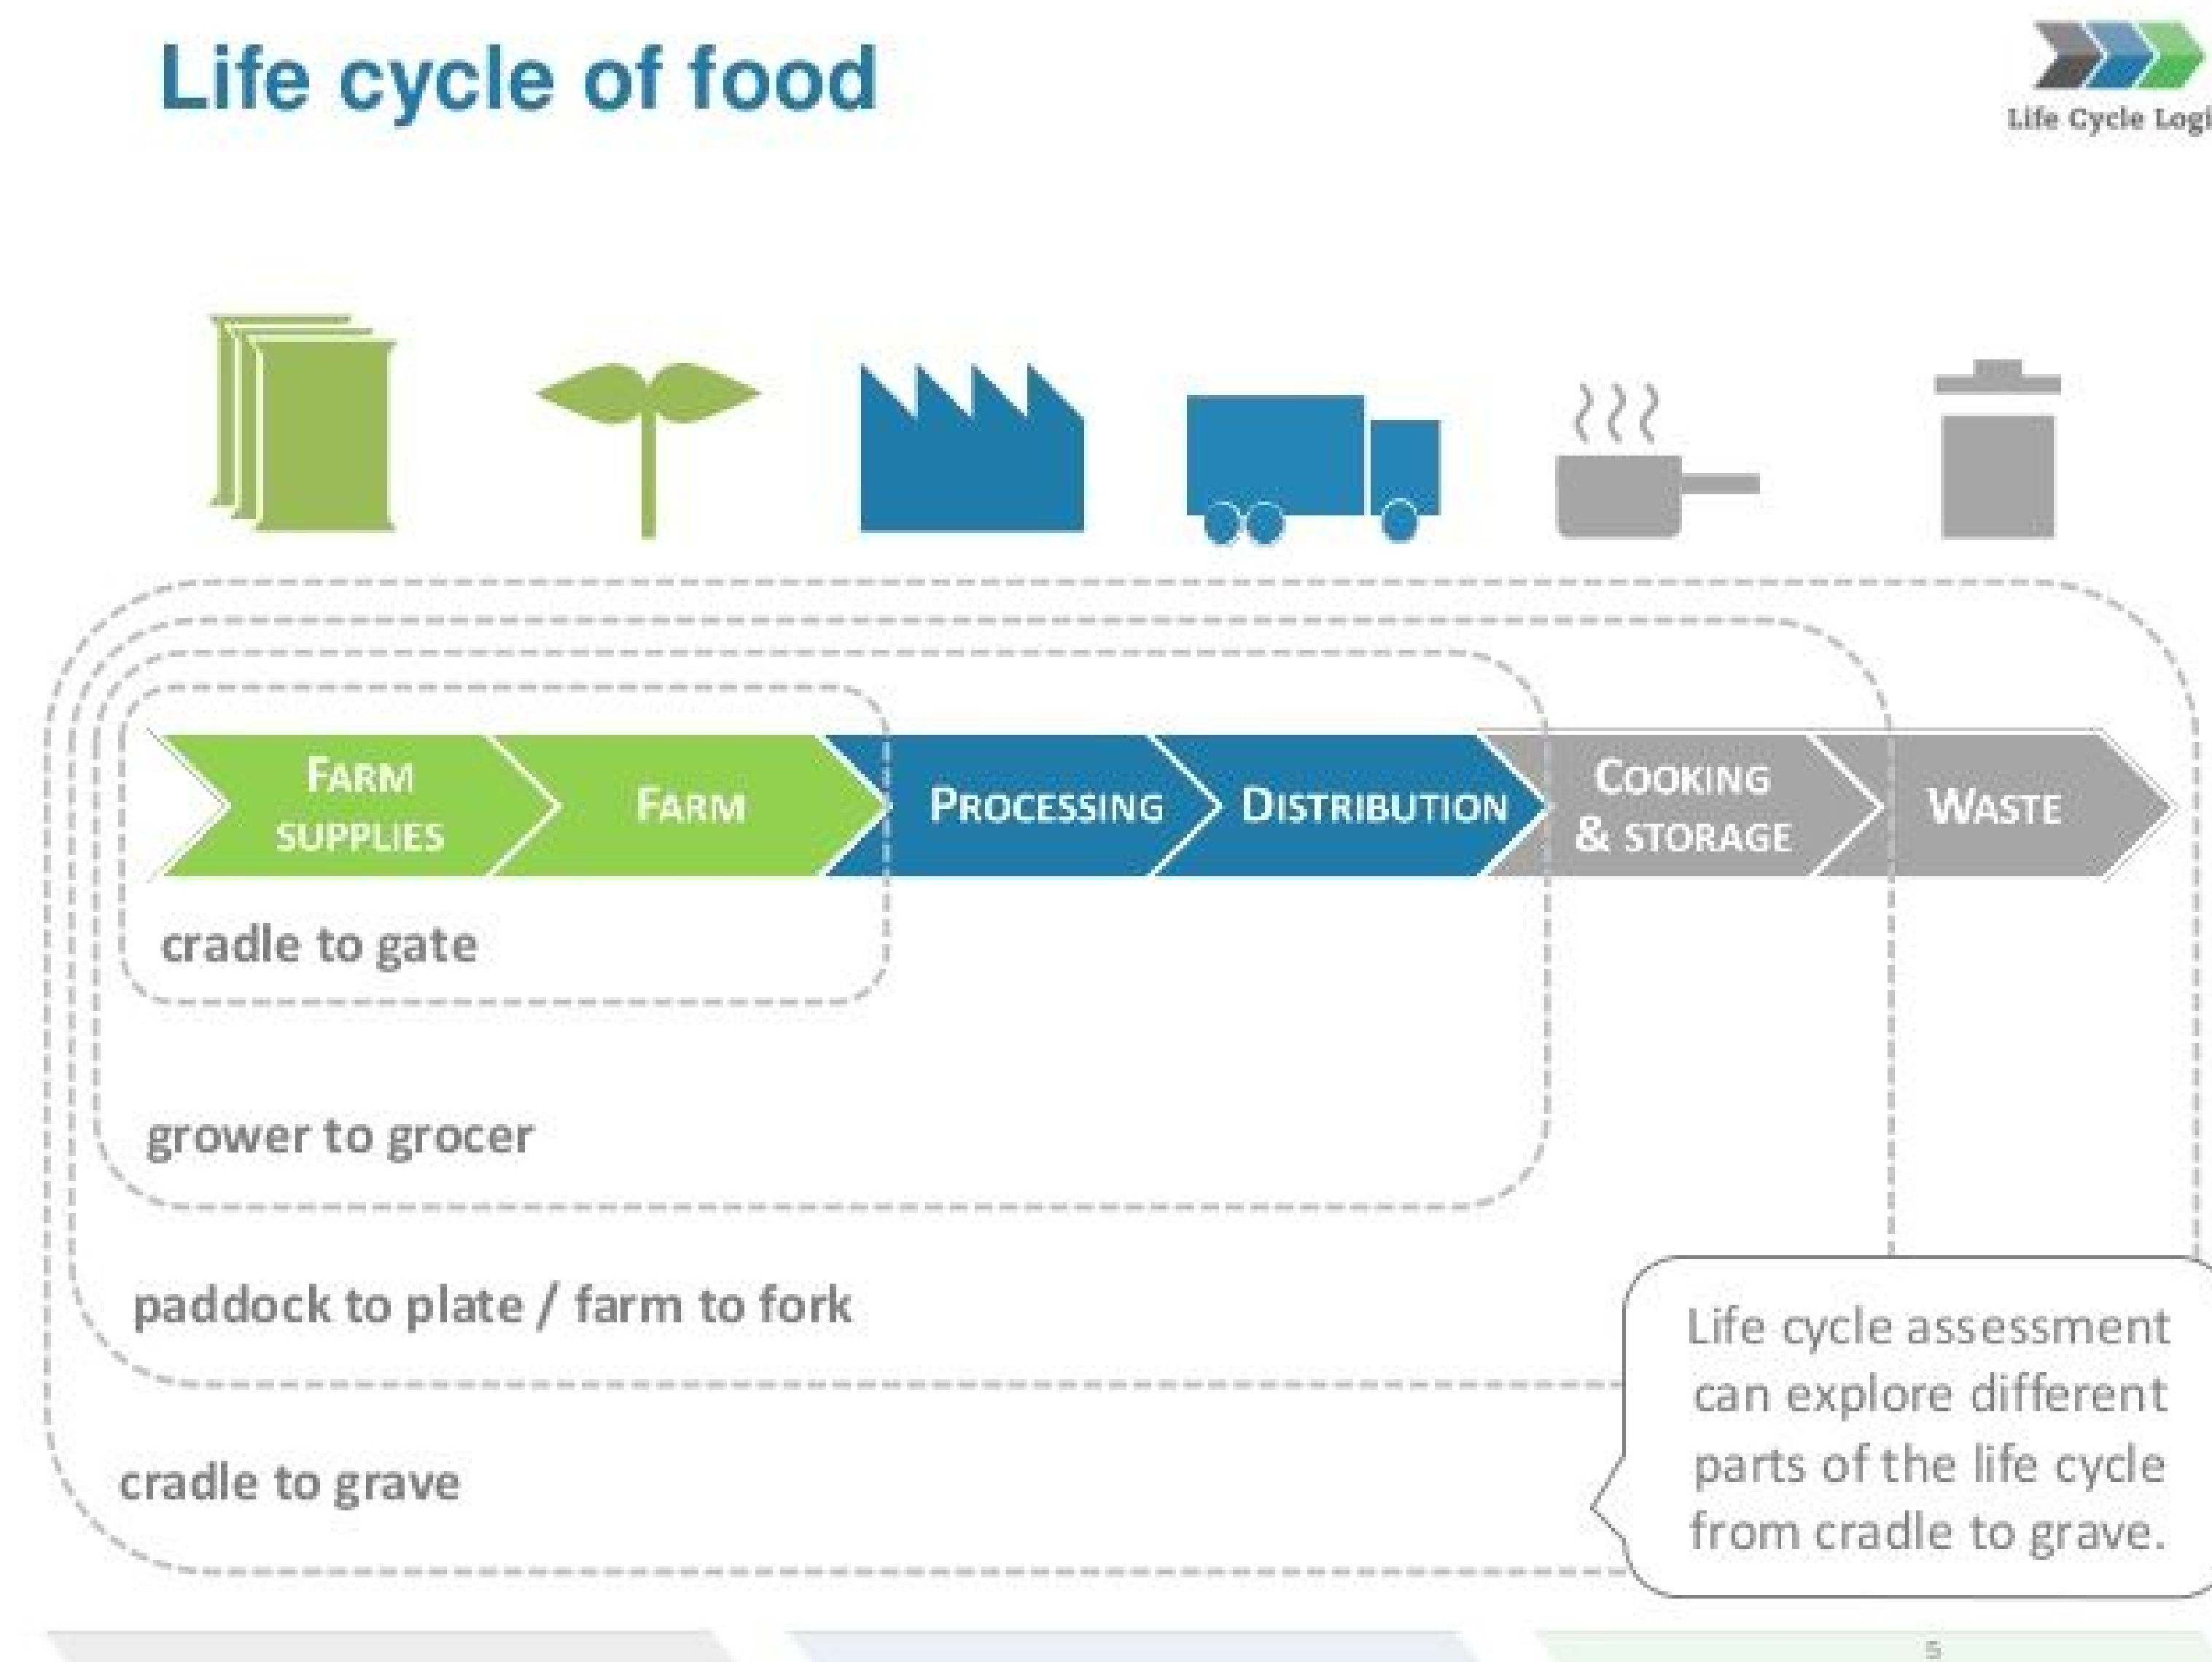 Life cycle of food
Life Cycle Logi
FARM
SUPPLIES
FARM
PROCESSING
DISTRIBUTION
COOKING
& STORAGE
WASTE
cradle to gate
grower to grocer
paddock to plate / farm to fork
cradle to grave
Life cycle assessment
can explore different
parts of the life cycle
from cradle to grave.
5